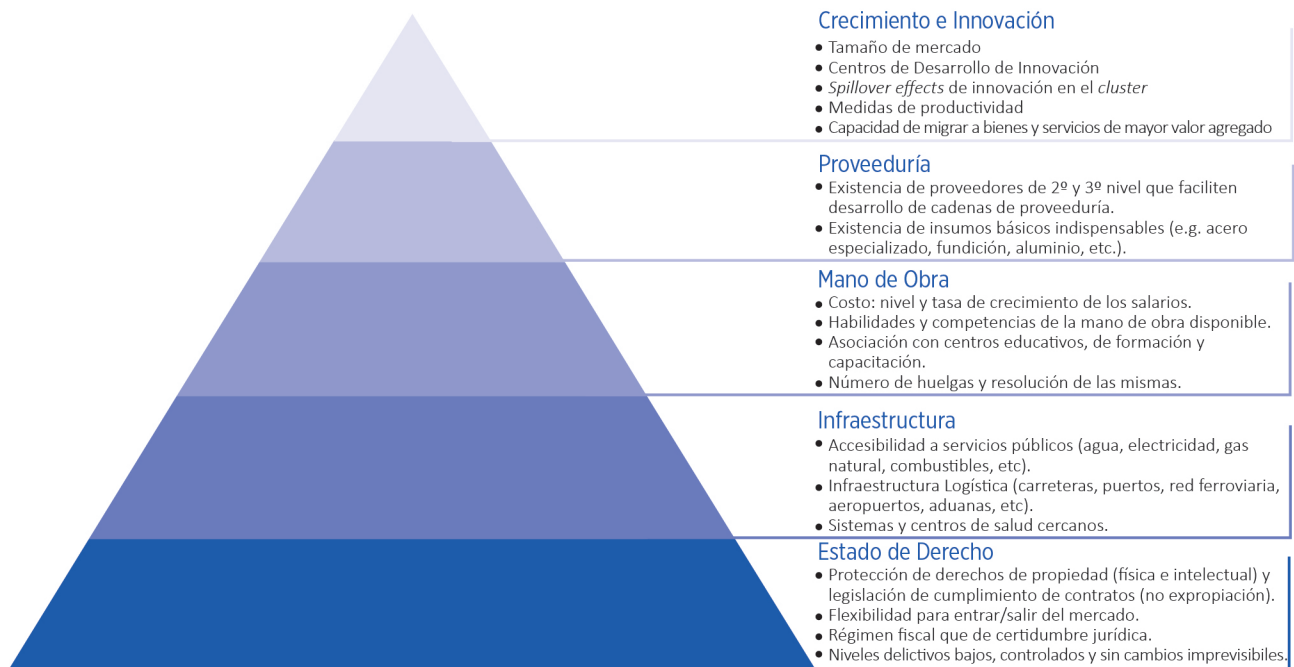 Crecimiento e Innovación
• Tamaño de mercado
• Centros de Desarrollo de Innovación
• Spillover effects de innovación en el cluster
• Medidas de productividad
• Capacidad de migrar a bienes y servicios de mayor valor agregado
Proveeduría
• Existencia de proveedores de 2º y 3º nivel que faciliten
desarrollo de cadenas de proveeduría.
• Existencia de insumos básicos indispensables (e.g. acero
especializado, fundición, aluminio, etc.).
Mano de Obra
• Costo: nivel y tasa de crecimiento de los salarios.
• Habilidades y competencias de la mano de obra disponible.
• Asociación con centros educativos, de formación y
capacitación.
• Número de huelgas y resolución de las mismas.
Infraestructura
• Accesibilidad a servicios públicos (agua, electricidad, gas
natural, combustibles, etc).
• Infraestructura Logística (carreteras, puertos, red ferroviaria,
aeropuertos, aduanas, etc).
• Sistemas y centros de salud cercanos.
Estado de Derecho
• Protección de derechos de propiedad (física e intelectual) y
legislación de cumplimiento de contratos (no expropiación).
• Flexibilidad para entrar/salir del mercado.
• Régimen fiscal que de certidumbre jurídica.
• Niveles delictivos bajos, controlados y sin cambios imprevisibles.